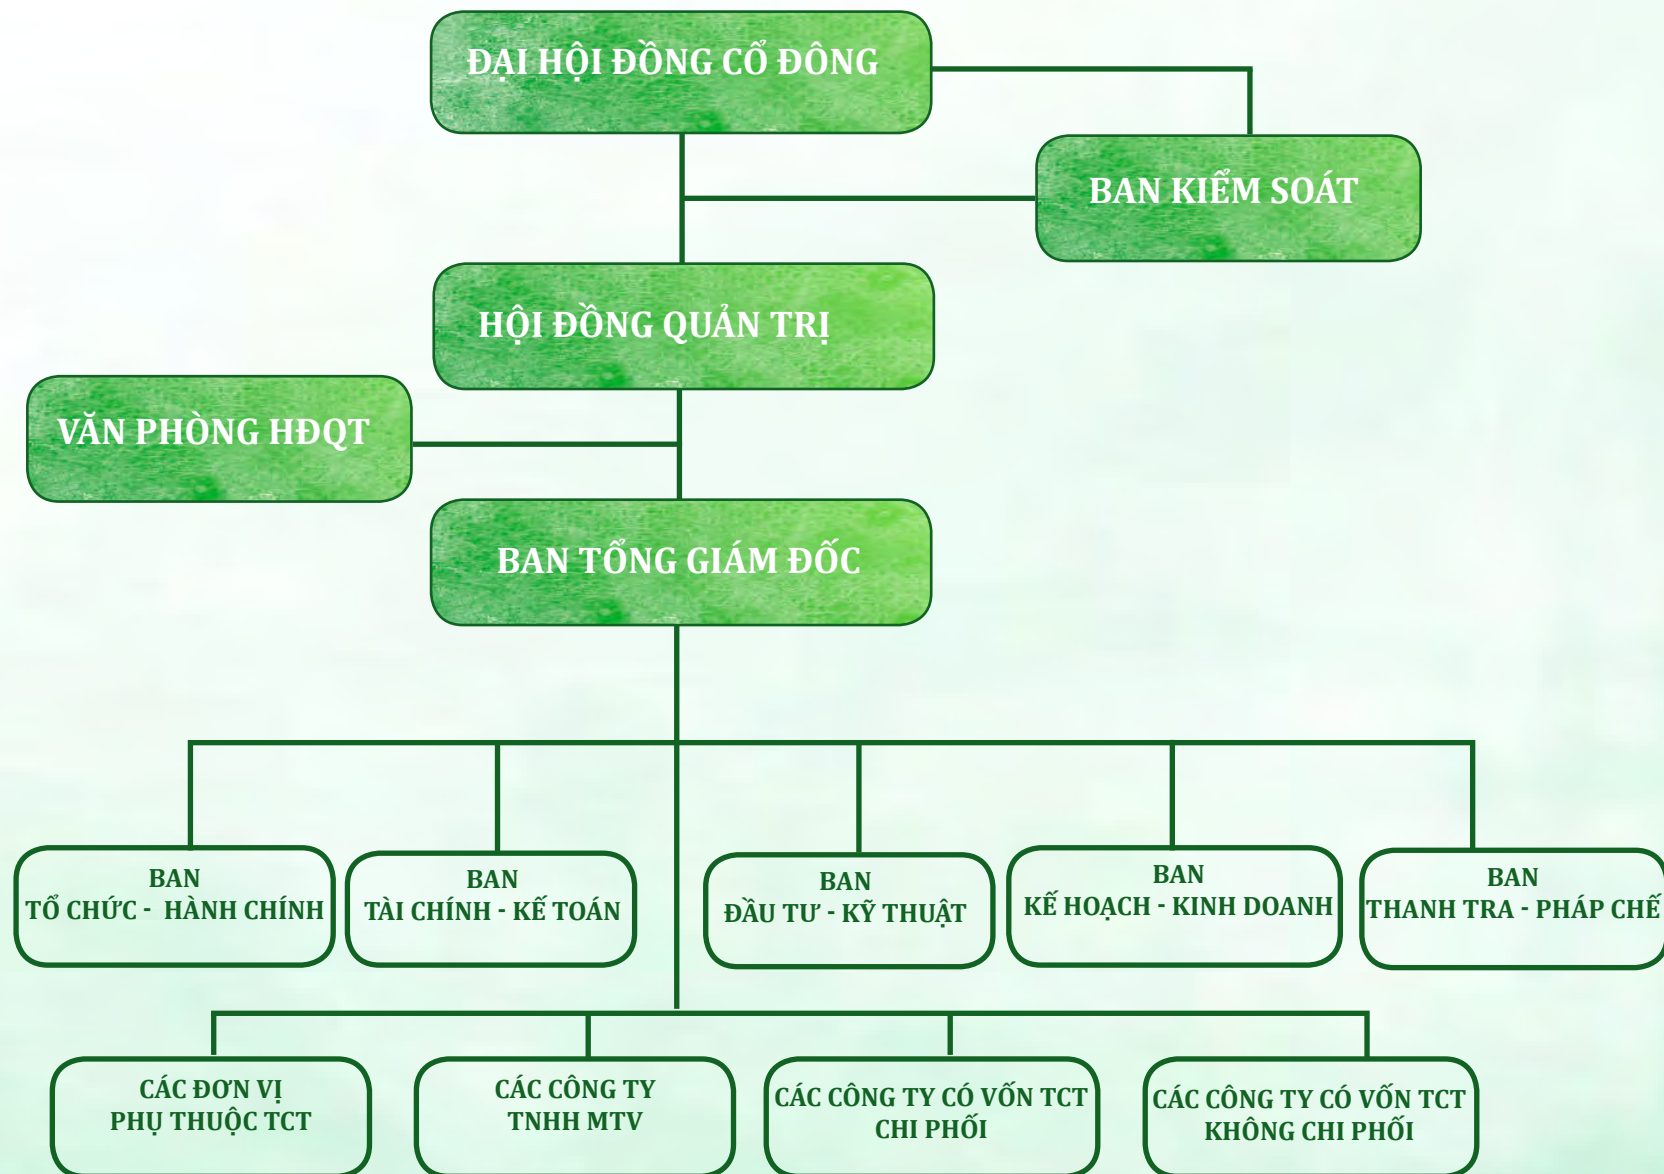 ĐẠI HỘI ĐỒNG CỔ ĐÔNG
BAN KIỂM SOÁT
HỘI ĐỒNG QUẢN TRỊ
VĂN PHÒNG HĐQT
BAN TỔNG GIÁM ĐỐC
BAN
TỔ CHỨC - HÀNH CHÍNH
BAN
TÀI CHÍNH - KẾ TOÁN
BAN
ĐẦU TƯ - KỸ THUẬT
BAN
KẾ HOẠCH - KINH DOANH
BAN
THANH TRA - PHÁP CHẾ
CÁC ĐƠN VỊ
PHỤ THUỘC TCT
CÁC CÔNG TY
TNHH MTV
CÁC CÔNG TY CÓ VỐN TCT
CHI PHỐI
CÁC CÔNG TY CÓ VỐN TCT
KHÔNG CHI PHỐI